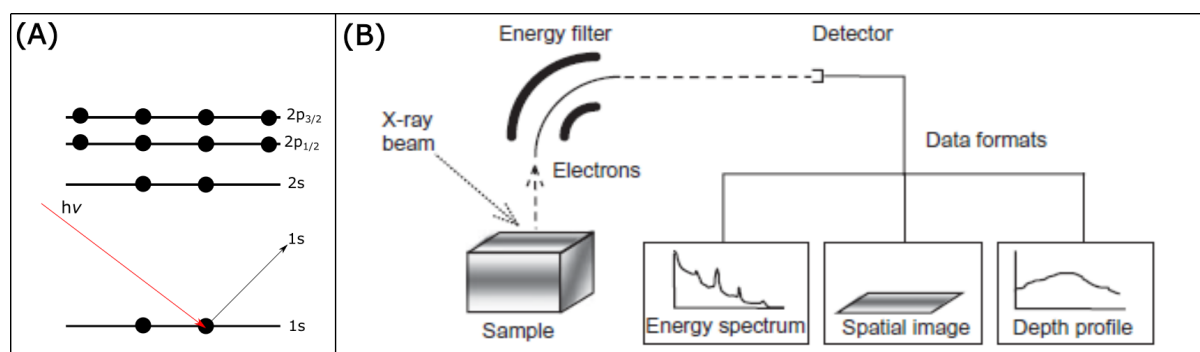 (A)
2p3/2
2p1/2
2s
hν
1s
1s
(B)
Energy filter
Detector
X-ray
beam
Electrons
Data formats
Sample
Energy spectrum
Spatial image
Depth profile